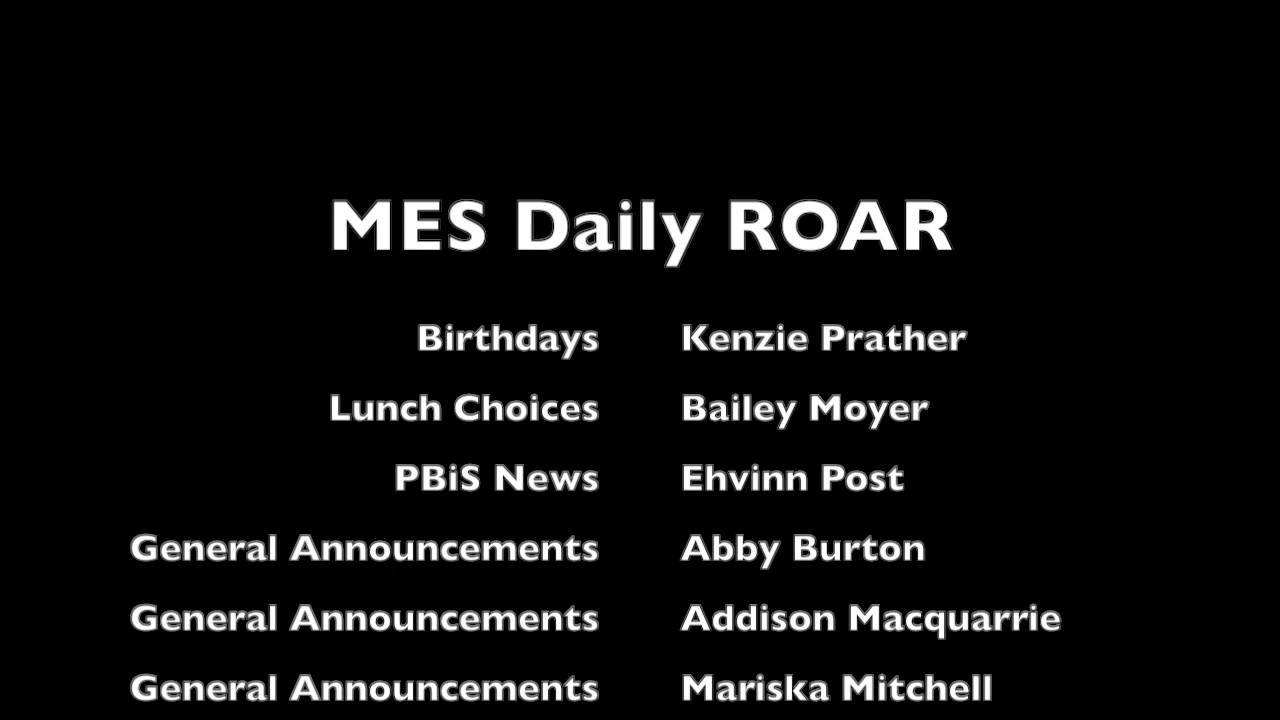 MES Daily ROAR
Birthdays Kenzie Prather
Lunch Choices Bailey Moyer
PBiS News Ehvinn Post
General Announcements Abby Burton
General Announcements Addison Macquarrie
General Announcements Mariska Mitchell